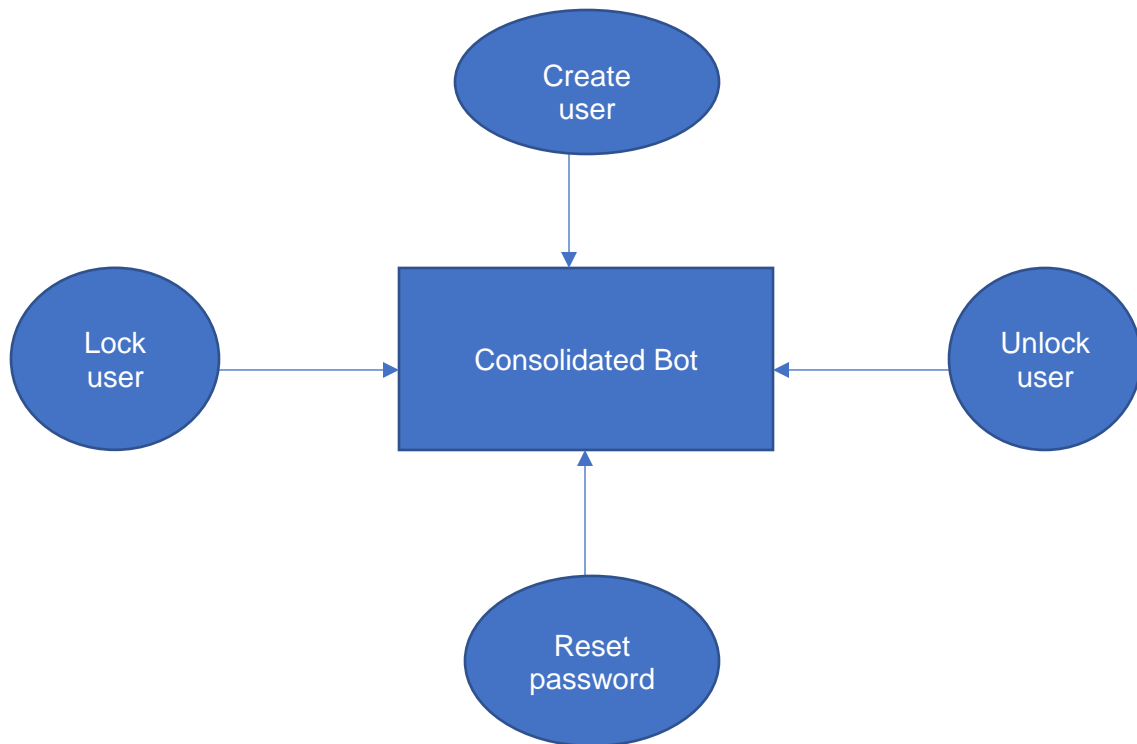 Create
user
Lock
user
Consolidated Bot
Unlock
user
Reset
password